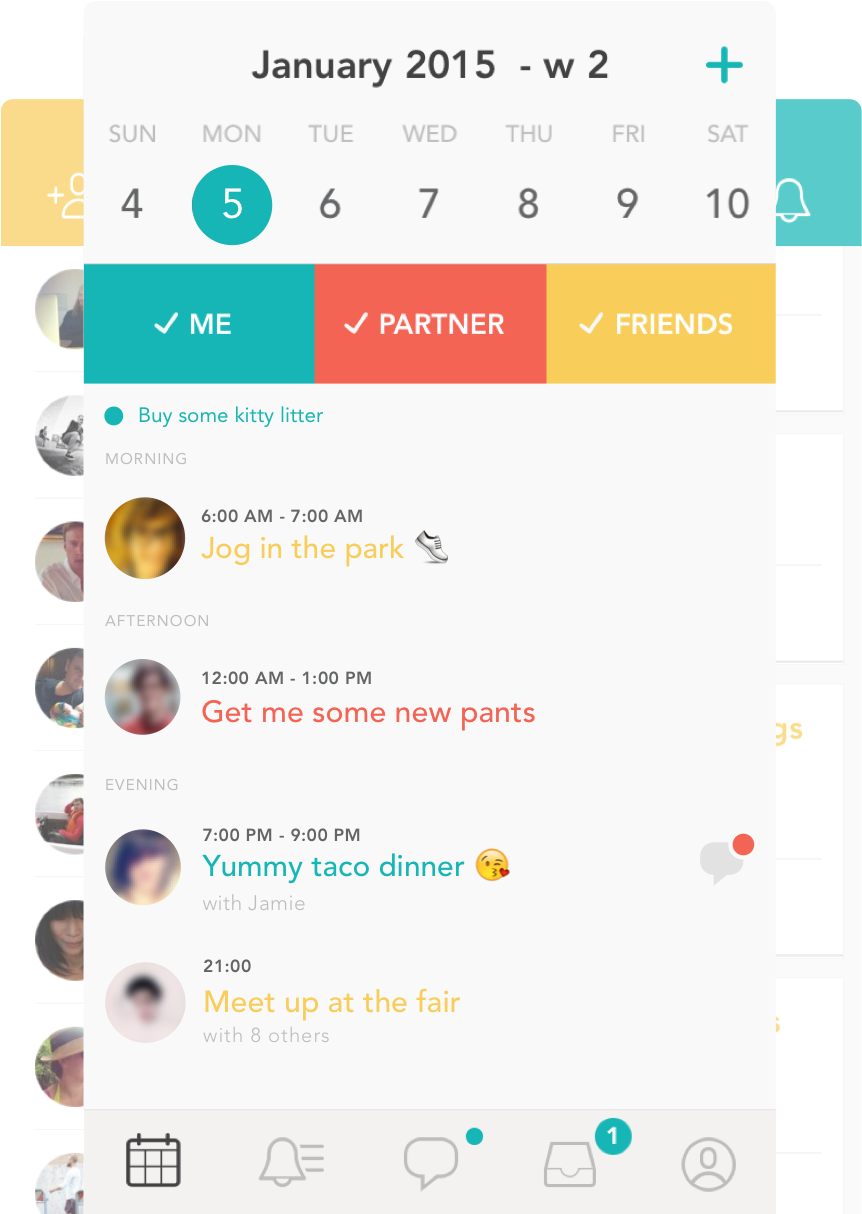 January 2015 - w 2
SUN MON TUE WED THU FRI SAT
4 5 6 7 8 9 10
ME PARTNER FRIENDS
Buy some kitty litter
MORNING
6:00 AM - 7:00 AM
Jog in the park
AFTERNOON
12:00 AM - 1:00 PM
Get me some new pants
gs
EVENING
7:00 PM - 9:00 PM
Yummy taco dinner
with Jamie
21:00
Meet up at the fair
with 8 others
1